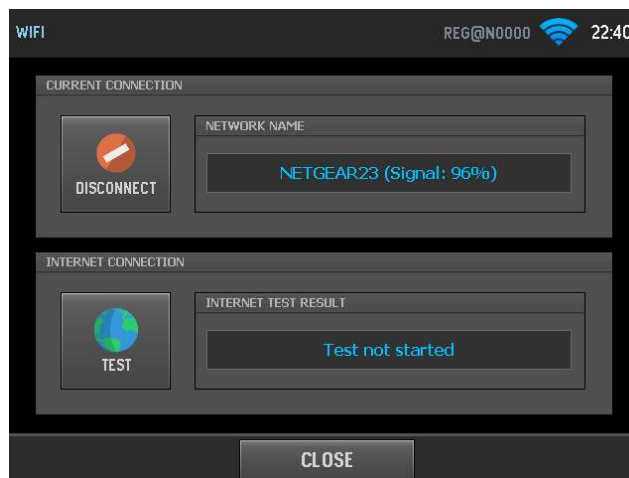 WIFI
REG@N0000
22:40
CURRENT CONNECTION
DISCONNECT
NETWORK NAME
NETGEAR23 (Signal: 96%)
INTERNET CONNECTION
TEST
INTERNET TEST RESULT
Test not started
CLOSE